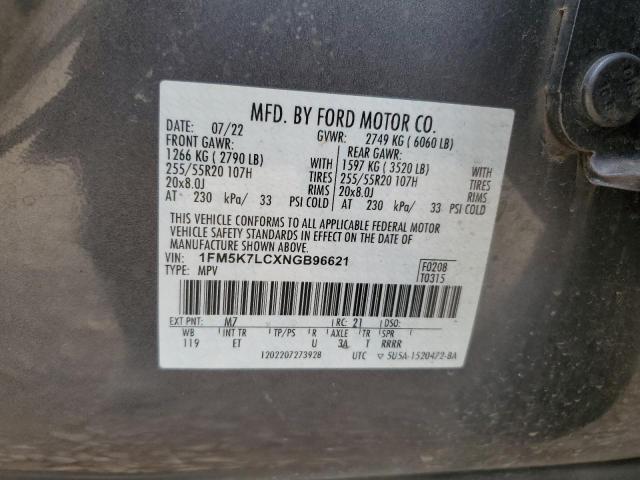 MFD. BY FORD MOTOR CO.
DATE: 07/22 GVWR: 2749 KG ( 6060 LB)
FRONT GAWR: REAR GAWR:
1266 KG ( 2790 LB) WITH 1597 KG ( 3520 LB) WITH
255/55R20 107H TIRES 255/55R20 107H TIRES
20x8.0J RIMS 20x8.0J RIMS
AT 230 kPa/ 33 PSI COLD AT 230 kPa/ 33 PSI COLD
THIS VEHICLE CONFORMS TO ALL APPLICABLE FEDERAL MOTOR
VEHICLE SAFETY STANDARDS IN EFFECT ON THE DATE OF
MANUFACTURE SHOWN ABOVE.
VIN: 1FM5K7LCXNGB96621 F0208
TYPE: MPV T0315
EXT PNT: M7 RC: 21 DSO:
WB INT TR TP/PS R AXLE TR SPR
119 ET U 3A T RRRR
1202207273928 UTC ▽ 5U5A-1520472-BA